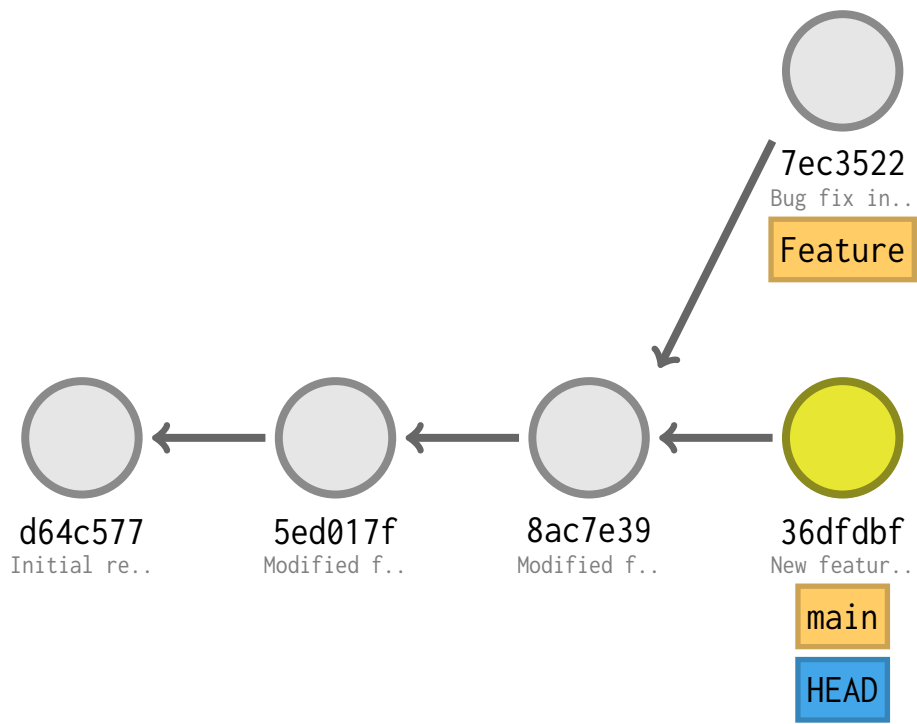 7ec3522
Bug fix in..
Feature
d64c577
Initial re..
5ed017f
Modified f..
8ac7e39
Modified f..
36dfdbf
New featur..
main
HEAD